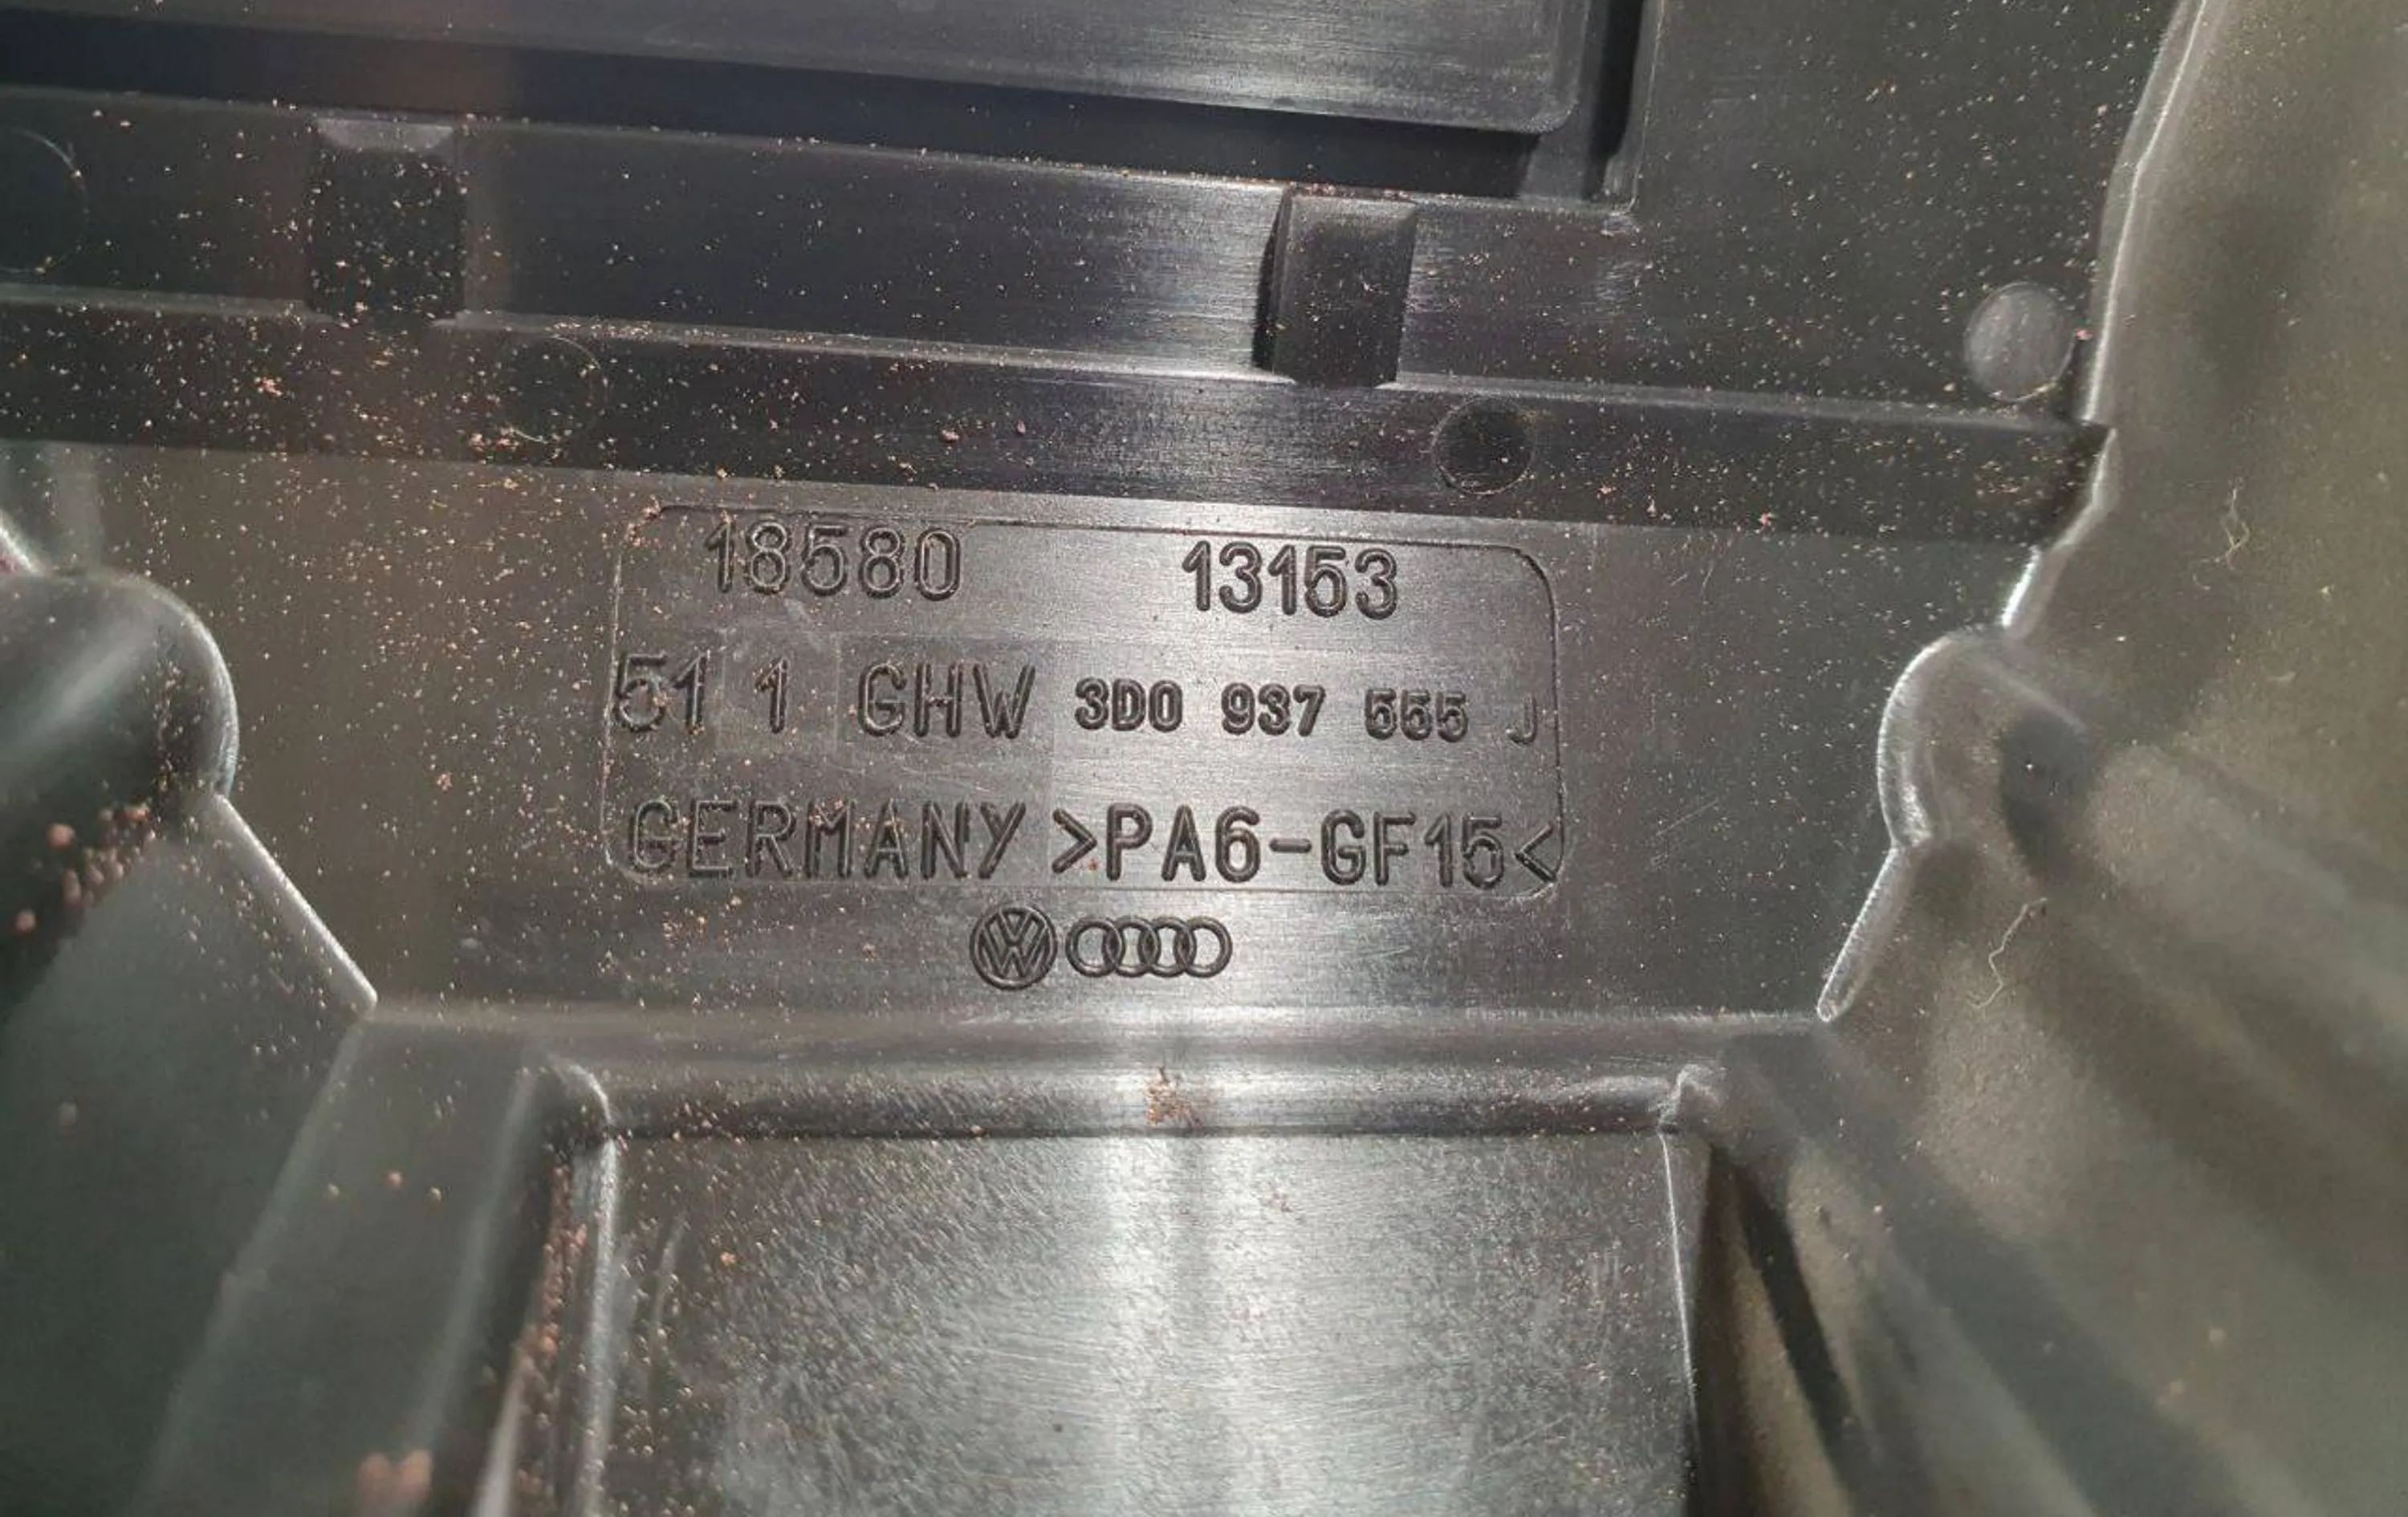 18580 13153
51 1 GHW 3D0 937 555 J
GERMANY >PA6-GF15<